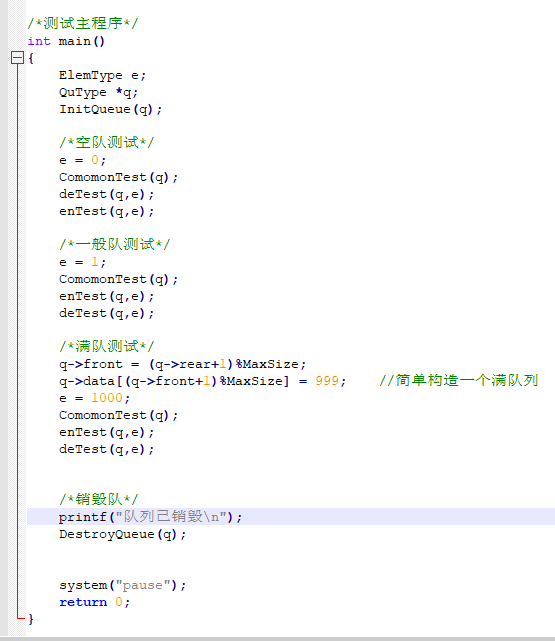 /*测试主程序*/
int main()
{
    ElemType e;
    QuType *q;
    InitQueue(q);
    /*空队测试*/
    e = 0;
    ComomonTest(q);
    deTest(q,e);
    enTest(q,e);
    /*一般队测试*/
    e = 1;
    ComomonTest(q);
    enTest(q,e);
    deTest(q,e);
    /*满队测试*/
    q->front = (q->rear+1)%MaxSize;
    q->data[(q->front+1)%MaxSize] = 999;    //简单构造一个满队列
    e = 1000;
    ComomonTest(q);
    enTest(q,e);
    deTest(q,e);
    /*销毁队*/
    printf("队列已销毁\n");
    DestroyQueue(q);
    system("pause");
    return 0;
}